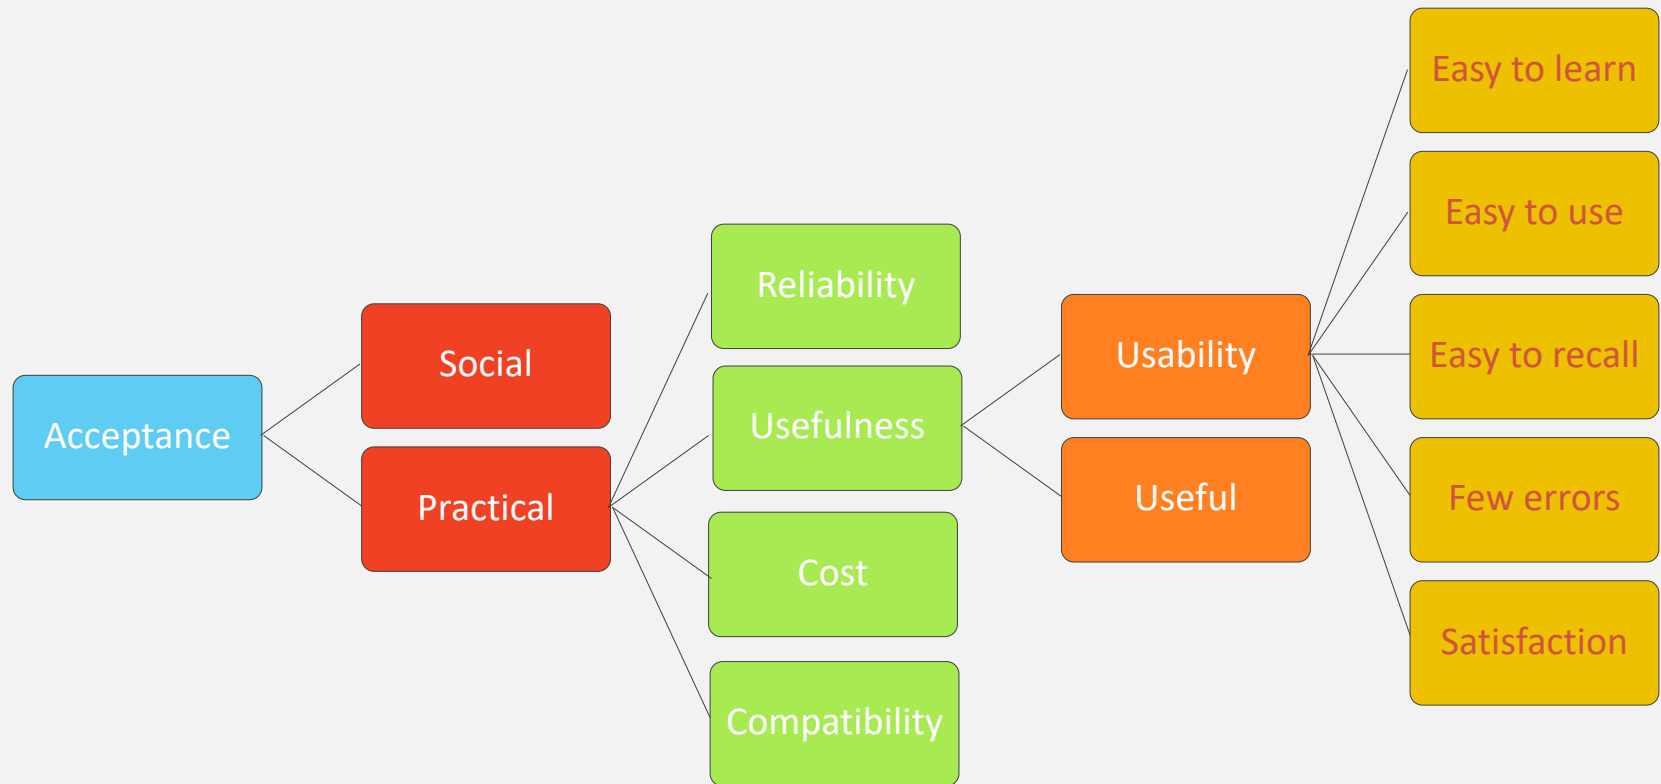 Acceptance
Social
Practical
Reliability
Usefulness
Cost
Compatibility
Usability
Useful
Easy to learn
Easy to use
Easy to recall
Few errors
Satisfaction